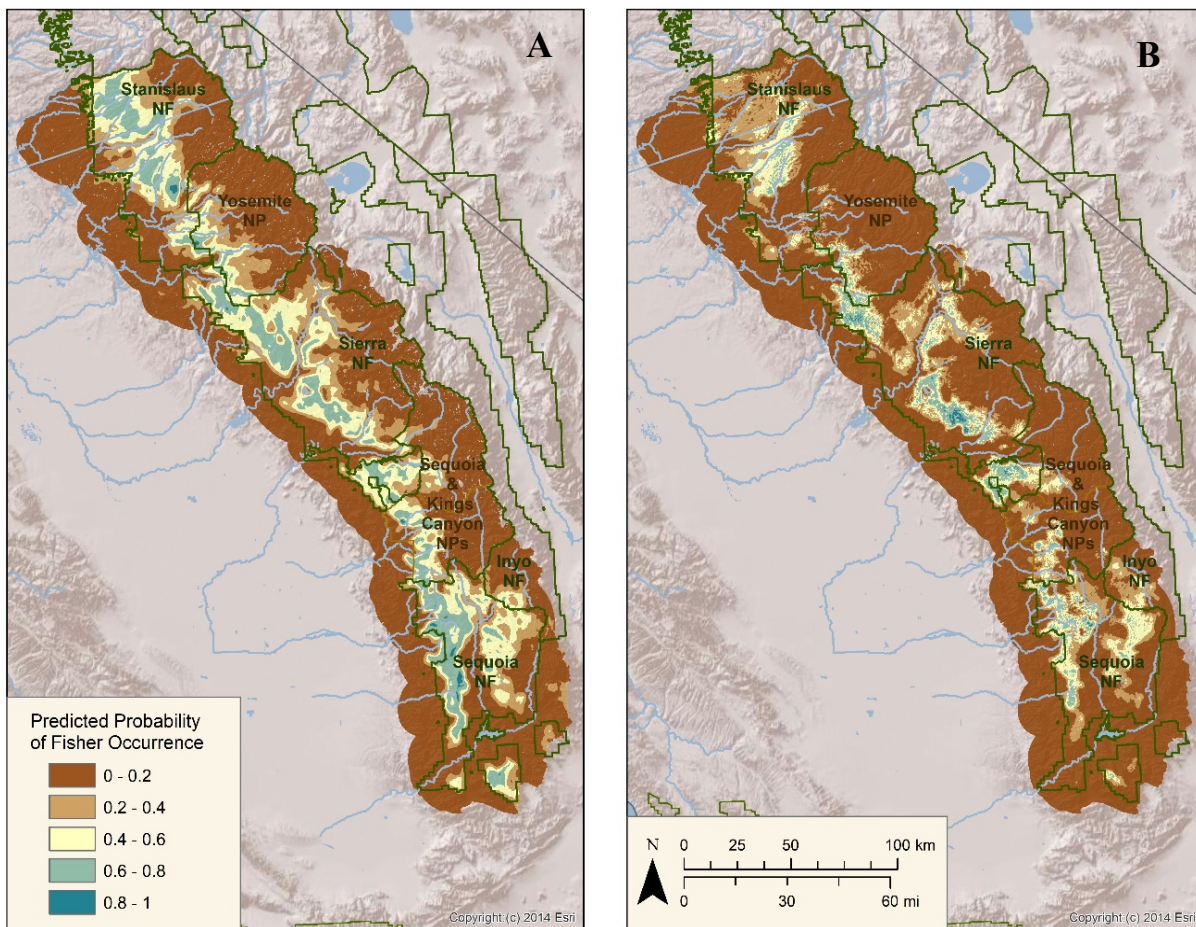 A
Stanislaus
NF
Yosemite
NP
Sierra
NF
Sequoia
&
Kings
Canyon
NPs
Inyo
NF
Sequoia
NF
Predicted Probability
of Fisher Occurrence
0 - 0.2
0.2 - 0.4
0.4 - 0.6
0.6 - 0.8
0.8 - 1
Copyright:(c) 2014 Esri
B
Stanislaus
NF
Yosemite
NP
Sierra
NF
Sequoia
&
Kings
Canyon
NPs
Inyo
NF
Sequoia
NF
N
0 25 50 100 km
0 30 60 mi
Copyright:(c) 2014 Esri